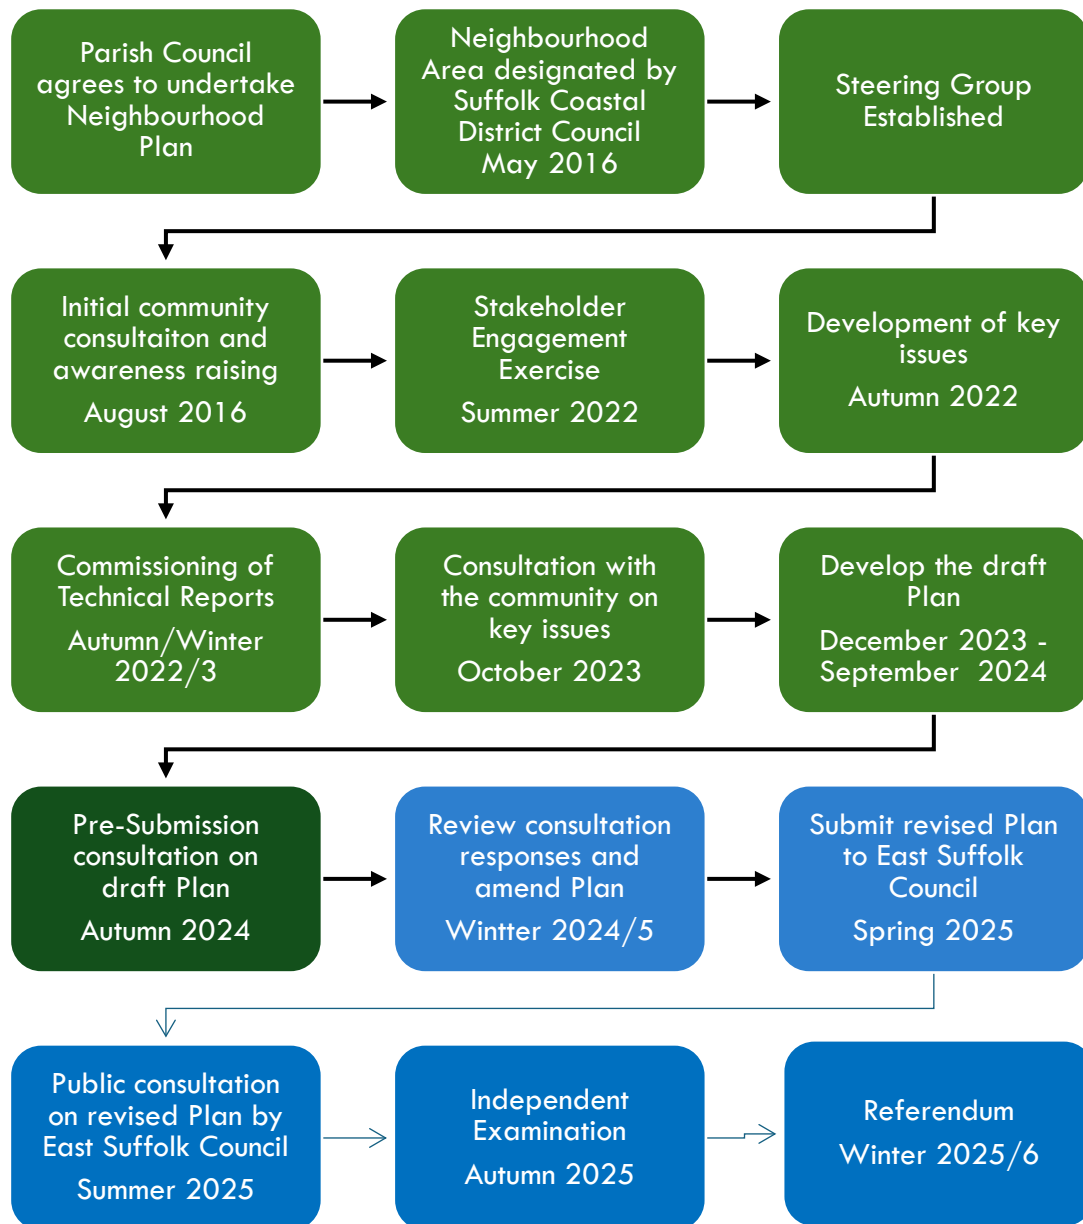 Parish Council
agrees to undertake
Neighbourhood
Plan
Neighbourhood
Area designated by
Suffolk Coastal
District Council
May 2016
Steering Group
Established
Initial community
consultaiton and
awareness raising
August 2016
Stakeholder
Engagement
Exercise
Summer 2022
Development of key
issues
Autumn 2022
Commissioning of
Technical Reports
Autumn/Winter
2022/3
Consultation with
the community on
key issues
October 2023
Develop the draft
Plan
December 2023 -
September 2024
Pre-Submission
consultation on
draft Plan
Autumn 2024
Review consultation
responses and
amend Plan
Wintter 2024/5
Submit revised Plan
to East Suffolk
Council
Spring 2025
Public consultation
on revised Plan by
East Suffolk Council
Summer 2025
Independent
Examination
Autumn 2025
Referendum
Winter 2025/6